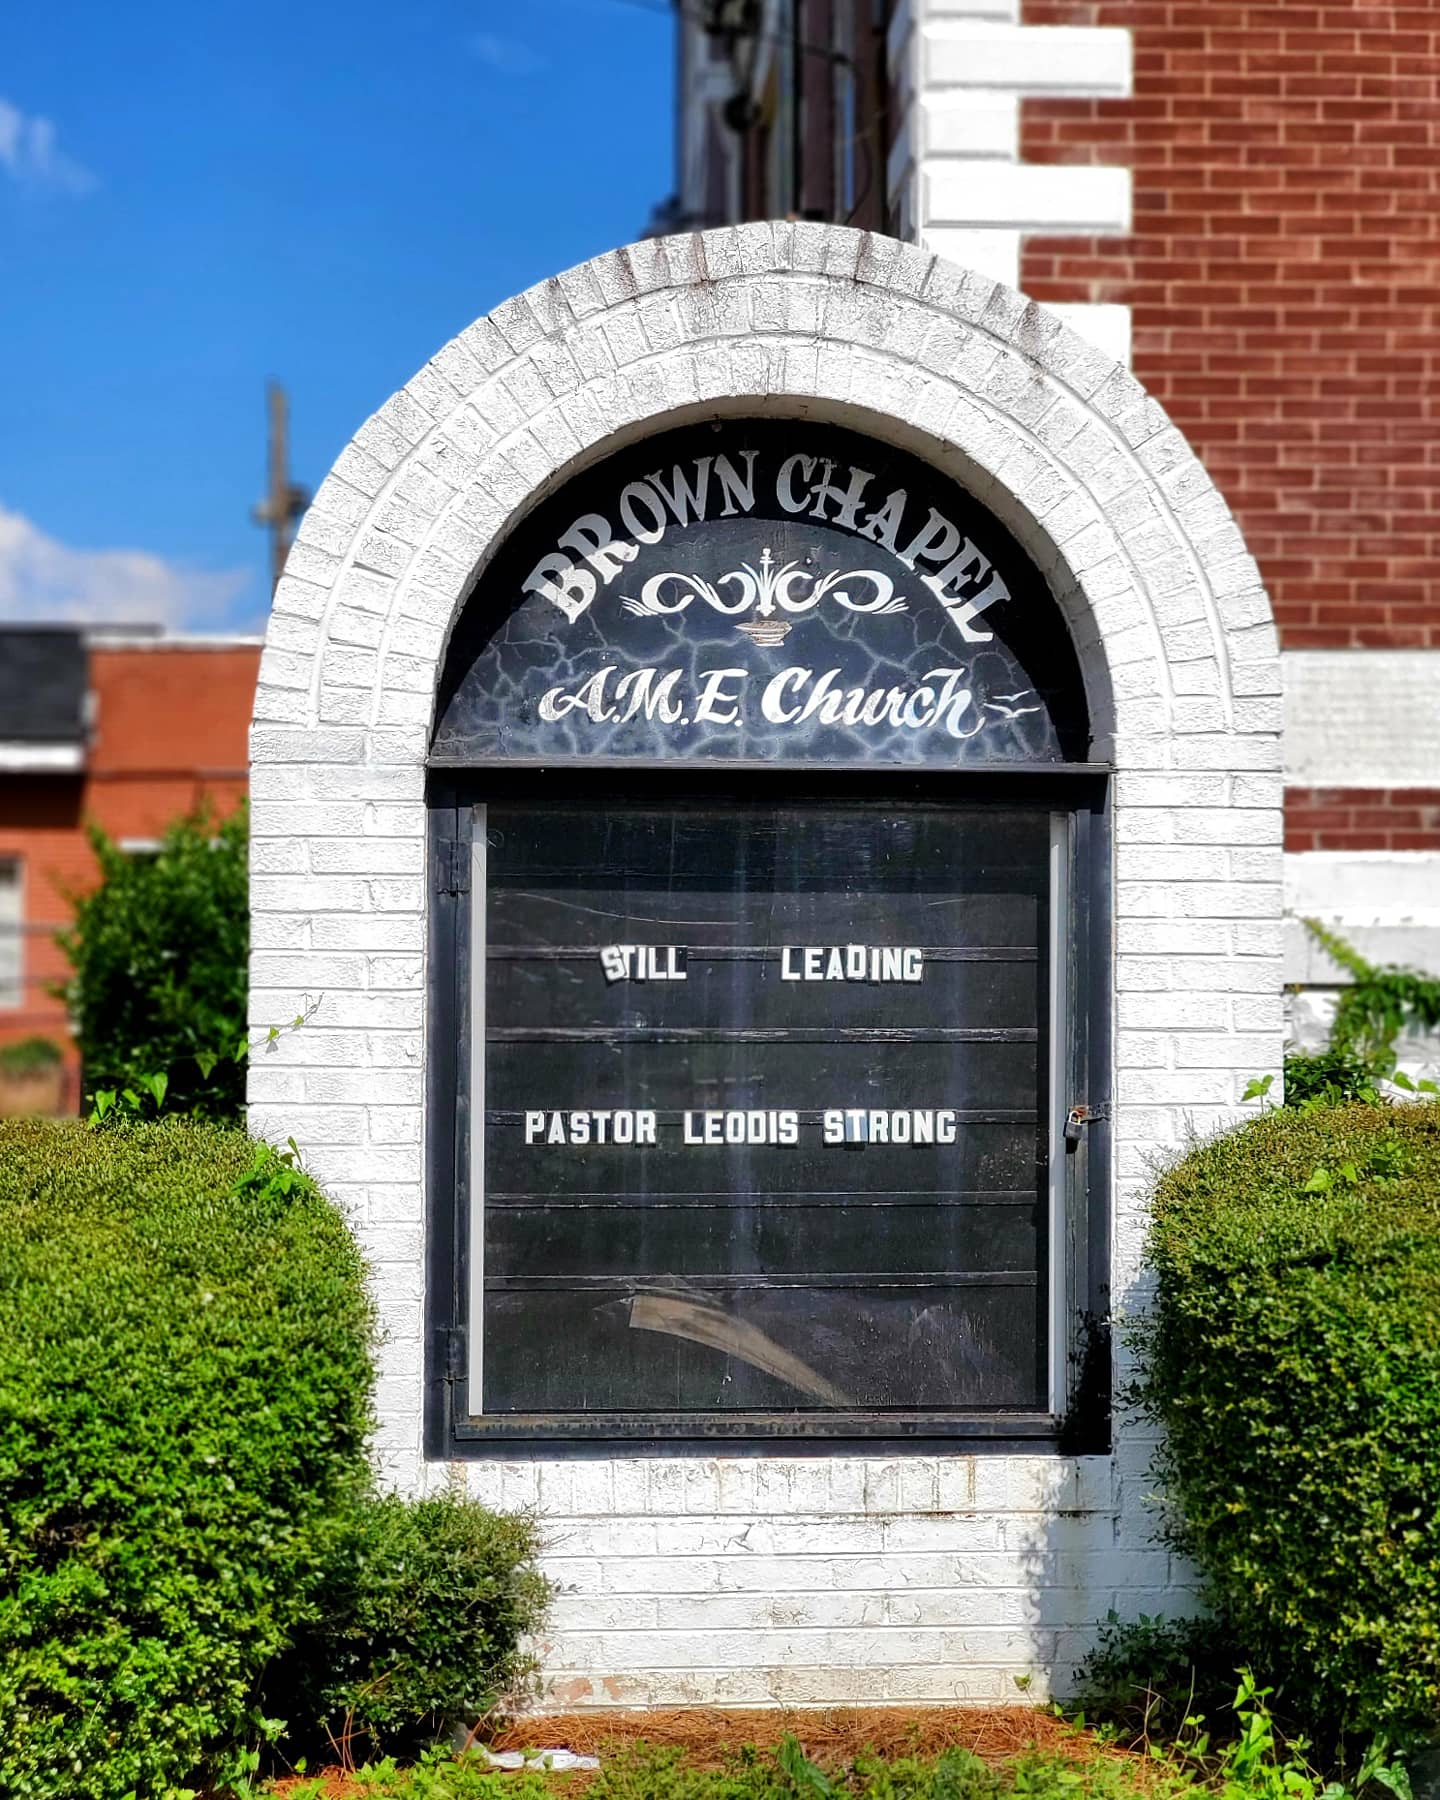 BROWN CHAPEL
A.M.E. Church
STILL LEADING
PASTOR LEODIS STRONG